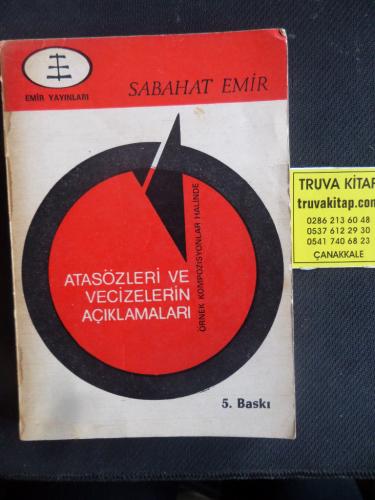 EMİR YAYINLARI
SABAHAT EMİR
ATASÖZLERİ VE
VECİZELERİN
AÇIKLAMALARI
ÖRNEK KOMPOZİSYONLAR HALİNDE
5. Baskı
TRUVA KİTAP
truvakitap.com
0286 213 60 48
0537 612 29 30
0541 740 68 23
ÇANAKKALE